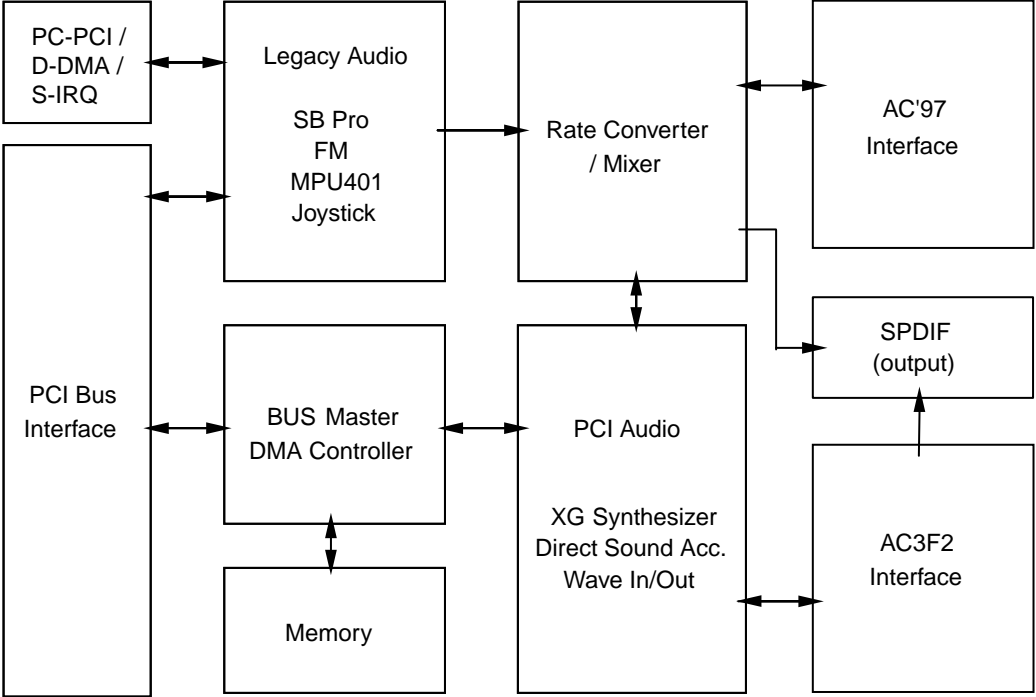 PC-PCI /
D-DMA /
S-IRQ
Legacy Audio
SB Pro
FM
MPU401
Joystick
Rate Converter
/ Mixer
AC'97
Interface
PCI Bus
Interface
BUS Master
DMA Controller
PCI Audio
XG Synthesizer
Direct Sound Acc.
Wave In/Out
SPDIF
(output)
AC3F2
Interface
Memory